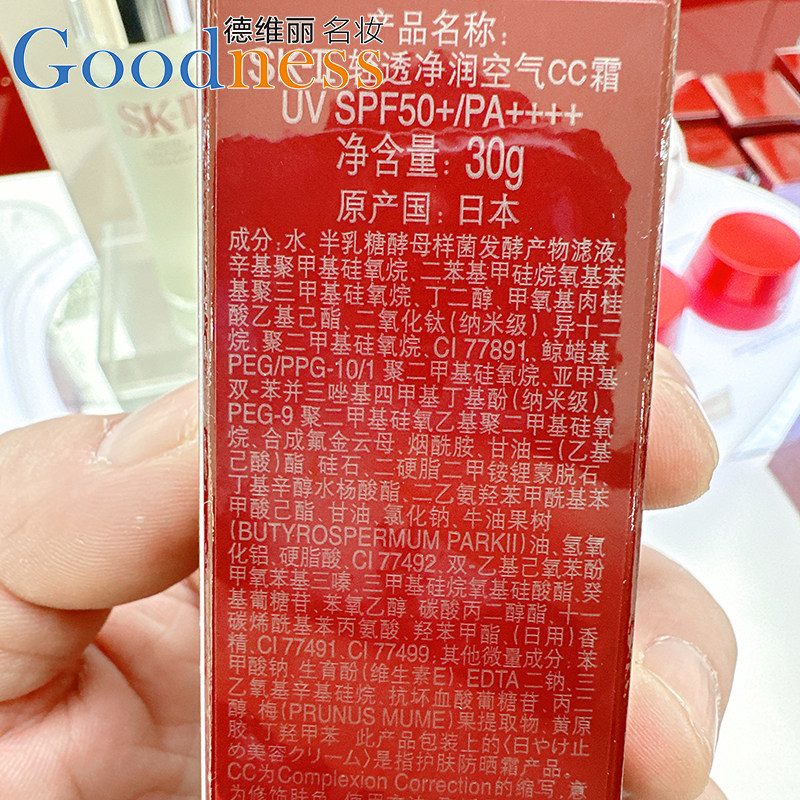 德维丽名妆
Goodness
产品名称:
SK-II轻透净润空气CC霜
UV SPF50+/PA++++
净含量: 30g
原产国: 日本
SK-II
成分: 水、半乳糖酵母样菌发酵产物滤液、
辛基聚甲基硅氧烷、二苯基甲硅烷氧基苯
基聚三甲基硅氧烷、丁二醇、甲氧基肉桂
酸乙基己酯、二氧化钛(纳米级)、异十二
烷、聚二甲基硅氧烷、CI 77891、鲸蜡基
PEG/PPG-10/1 聚二甲基硅氧烷、亚甲基
双-苯并三唑基四甲基丁基酚(纳米级)、
PEG-9 聚二甲基硅氧乙基聚二甲基硅氧
烷、合成氟金云母、烟酰胺、甘油三(乙基
己酸)酯、硅石、二硬脂二甲铵锂蒙脱石、
丁基辛醇水杨酸酯、二乙氨羟苯甲酰基苯
甲酸己酯、甘油、氯化钠、牛油果树
(BUTYROSPERMUM PARKII)油、氢氧
化铝、硬脂酸、CI 77492、双-乙基己氧苯酚
甲氧苯基三嗪、三甲基硅烷氧基硅酸酯、癸
基葡糖苷、苯氧乙醇、碳酸丙二醇酯、十一
碳烯酰基苯丙氨酸、羟苯甲酯、(日用)香
精、CI 77491、CI 77499; 其他微量成分: 苯
甲酸钠、生育酚(维生素E)、EDTA 二钠、三
乙氧基辛基硅烷、抗坏血酸葡糖苷、丙二
醇、梅(PRUNUS MUME)果提取物、黄原
胶、丁羟甲苯 此产品包装上的〈日やけ止
め美容クリーム〉是指护肤防晒霜产品。
CC为Complexion Correction的缩写, 意
为修饰肤色